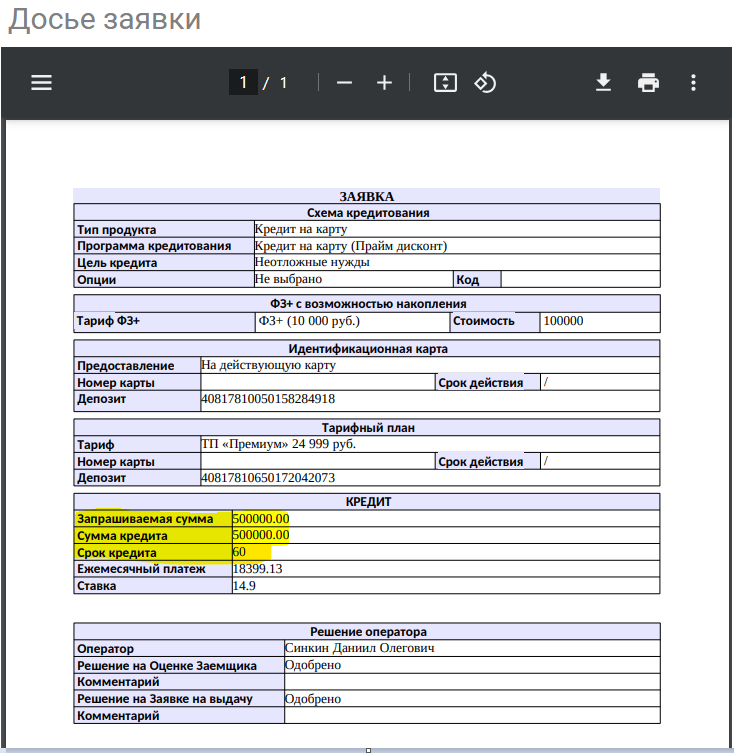 Досье заявки
1 / 1
ЗАЯВКА
Схема кредитования
Тип продукта Кредит на карту
Программа кредитования Кредит на карту (Прайм дисконт)
Цель кредита Неотложные нужды
Опции Не выбрано Код
ФЗ+ с возможностью накопления
Тариф ФЗ+ ФЗ+ (10 000 руб.) Стоимость 100000
Идентификационная карта
Предоставление На действующую карту
Номер карты Срок действия /
Депозит 40817810050158284918
Тарифный план
Тариф ТП «Премиум» 24 999 руб.
Номер карты Срок действия /
Депозит 40817810650172042073
КРЕДИТ
Запрашиваемая сумма 500000.00
Сумма кредита 500000.00
Срок кредита 60
Ежемесячный платеж 18399.13
Ставка 14.9
Решение оператора
Оператор Синкин Даниил Олегович
Решение на Оценке Заемщика Одобрено
Комментарий
Решение на Заявке на выдачу Одобрено
Комментарий